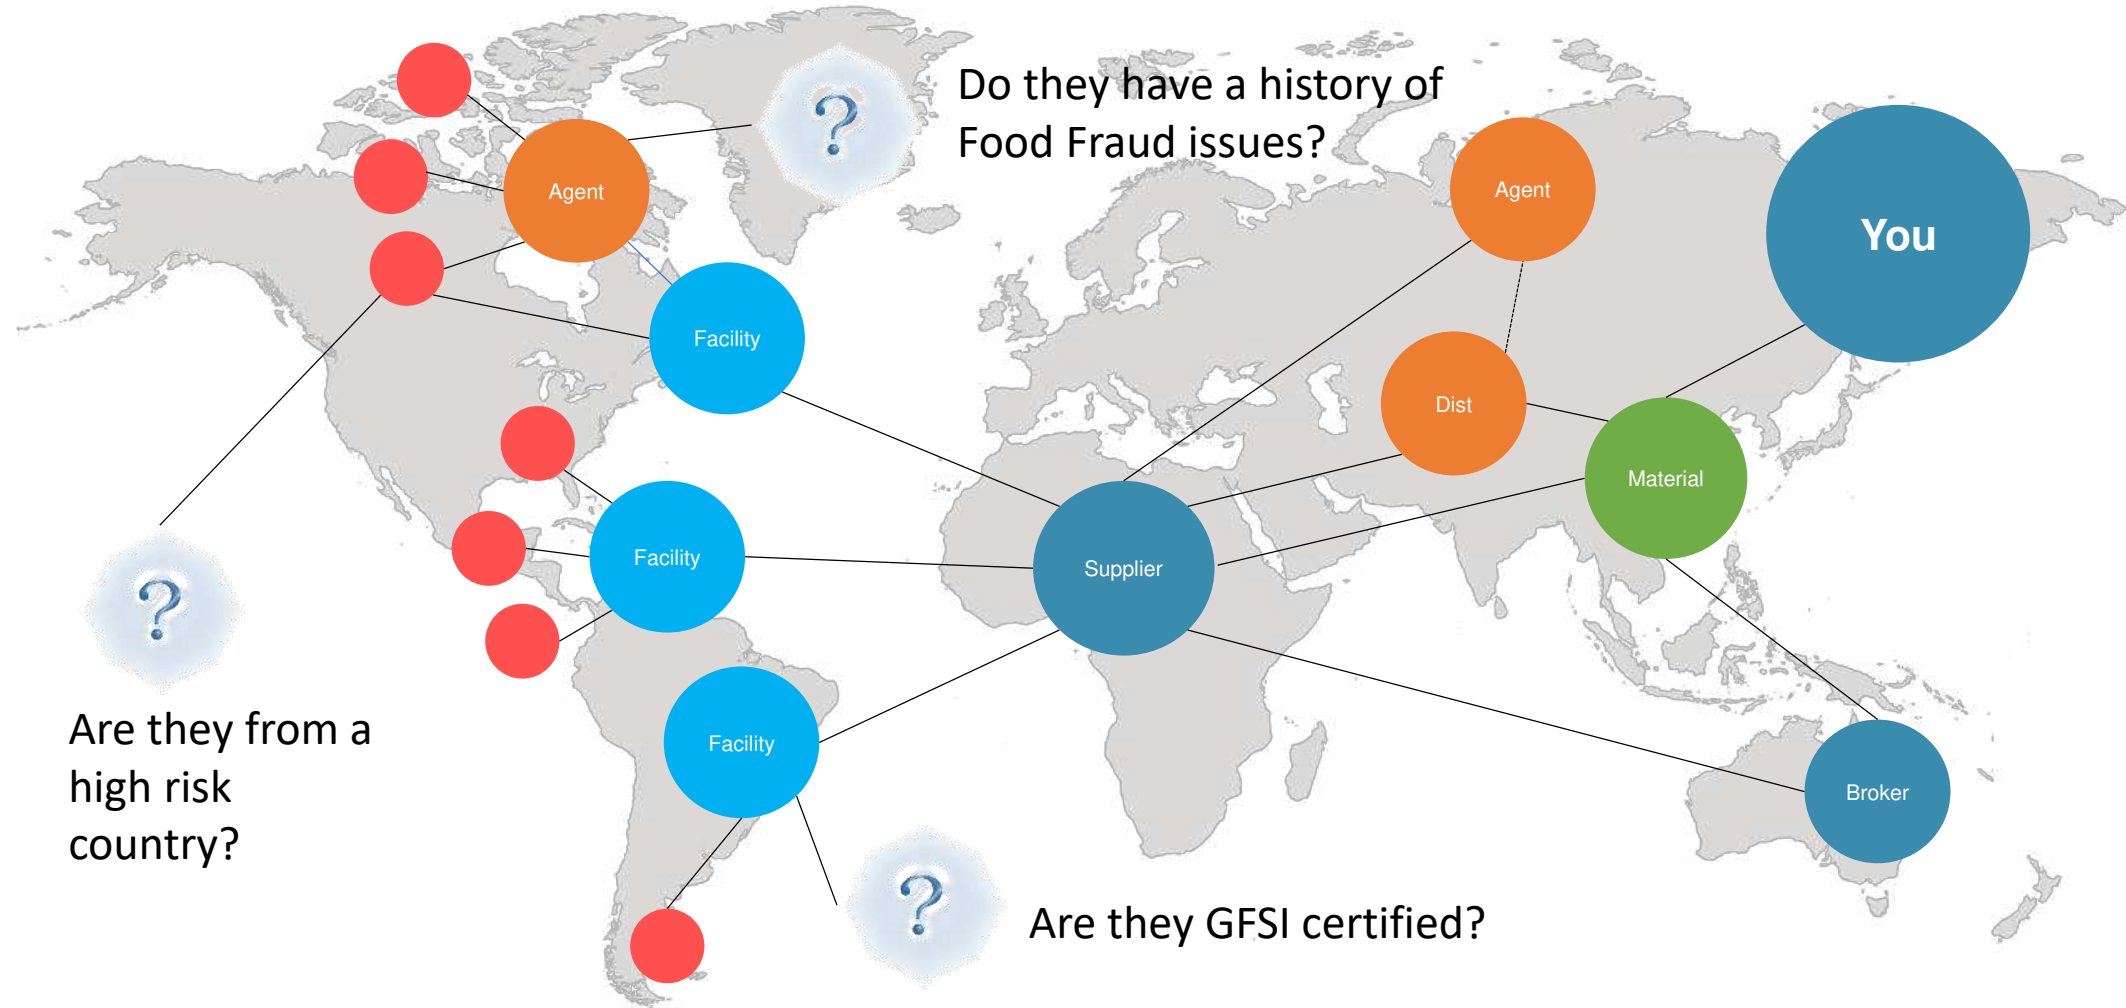 Do they have a history of
Food Fraud issues?
Agent
Agent
You
Facility
Dist
Material
Facility
Supplier
Are they from a
high risk
country?
Facility
Broker
Are they GFSI certified?
?
?
?